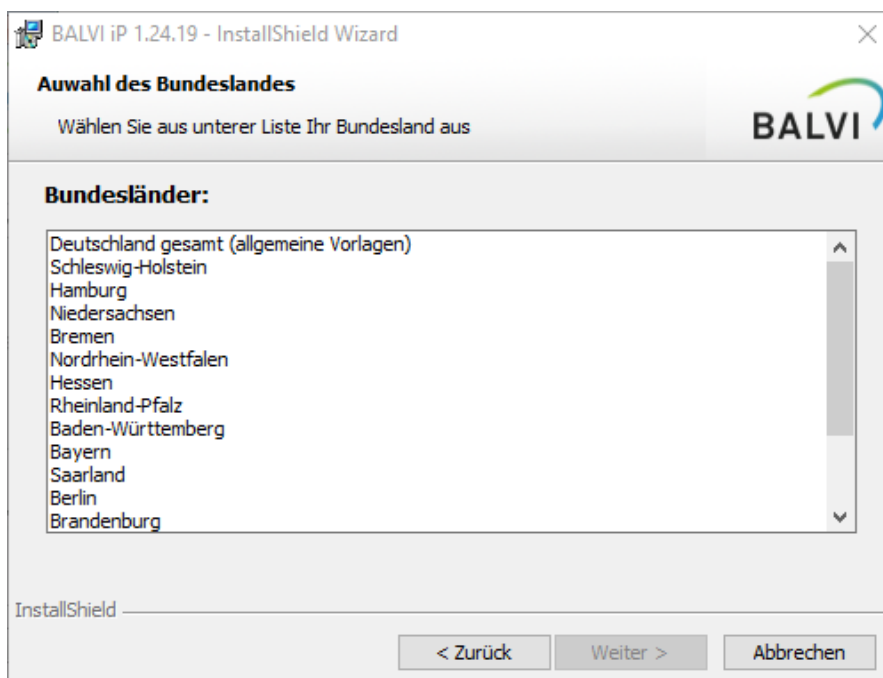 BALVI iP 1.24.19 - InstallShield Wizard
Auwahl des Bundeslandes
Wählen Sie aus unterer Liste Ihr Bundesland aus
BALVI
Bundesländer:
Deutschland gesamt (allgemeine Vorlagen)
Schleswig-Holstein
Hamburg
Niedersachsen
Bremen
Nordrhein-Westfalen
Hessen
Rheinland-Pfalz
Baden-Württemberg
Bayern
Saarland
Berlin
Brandenburg
InstallShield
< Zurück
Weiter >
Abbrechen